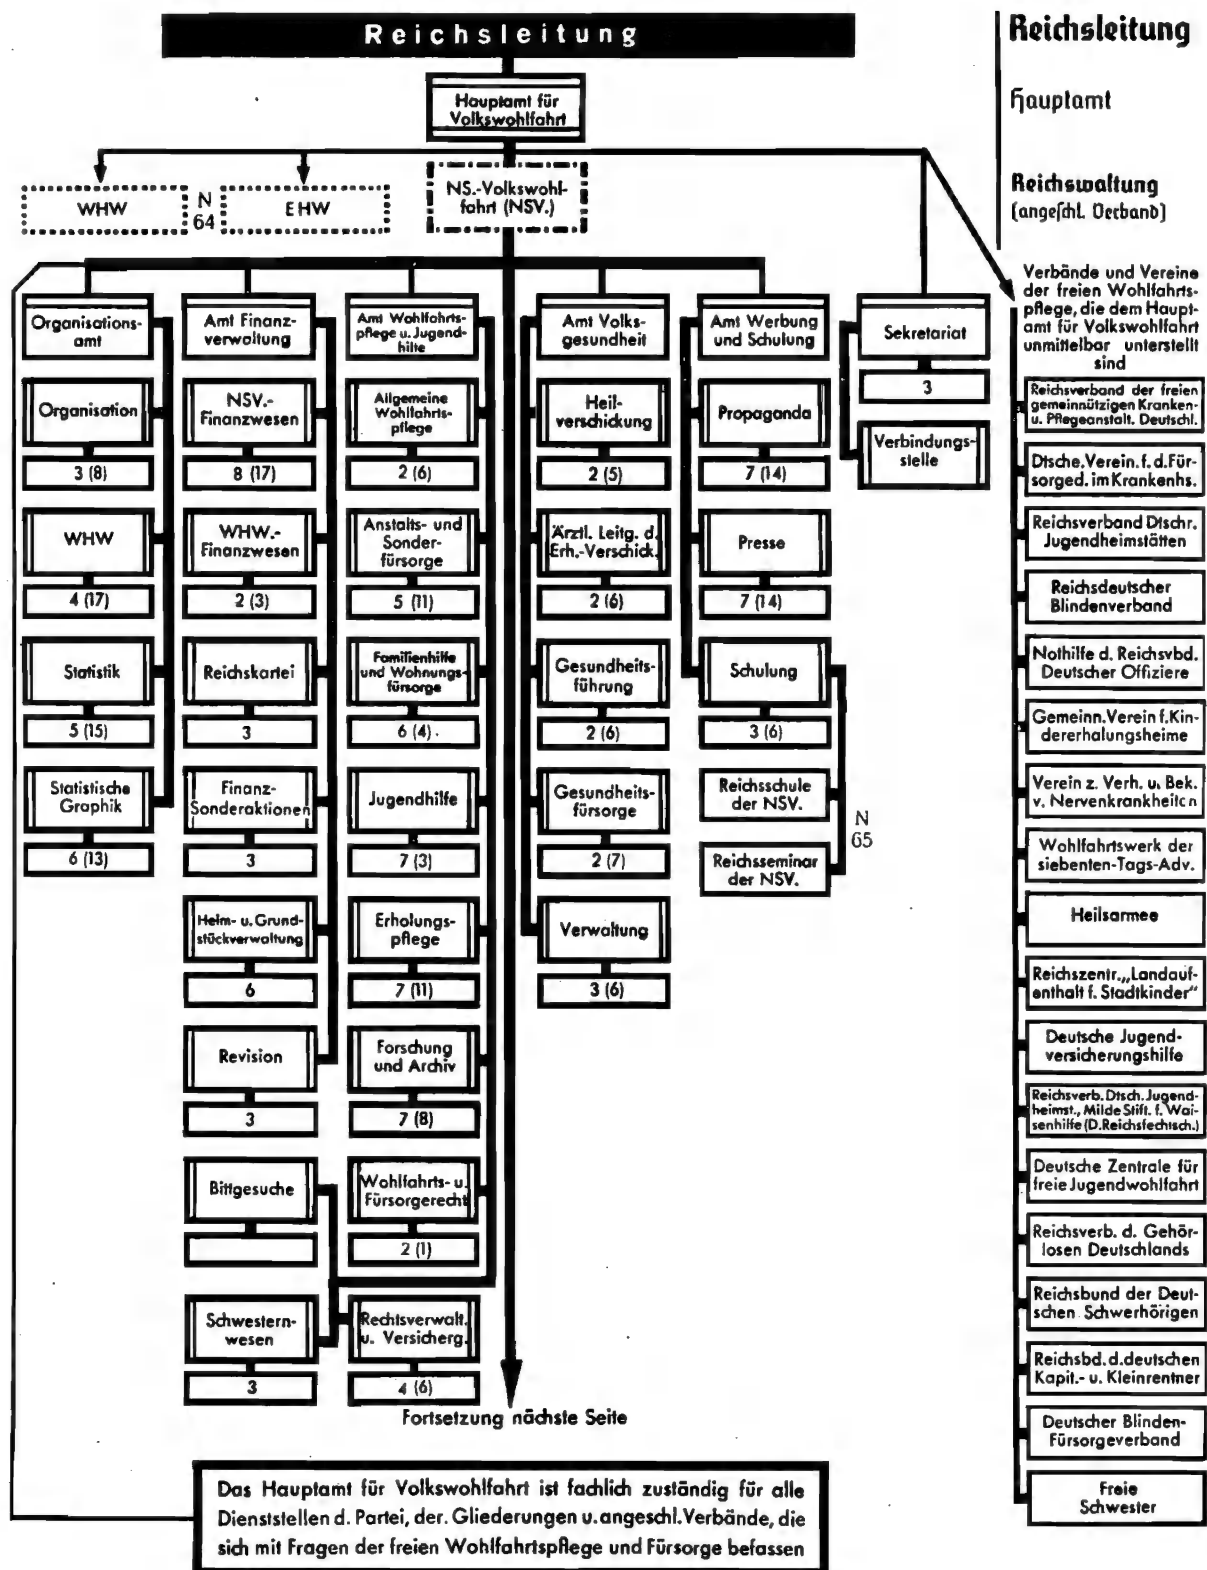 Reichsleitung
Hauptamt für
Volkswohlfahrt
WHW
N
64
EHW
NS.-Volkswohl-
fahrt (NSV.)
Reichsleitung
Hauptamt
Reichswaltung
(angeschl. Verband)
Organisations-
amt
Organisation
3 (8)
WHW
4 (17)
Statistik
5 (15)
Statistische
Graphik
6 (13)
Amt Finanz-
verwaltung
NSV.-
Finanzwesen
8 (17)
WHW.-
Finanzwesen
2 (3)
Reichskartei
3
Finanz-
Sonderaktionen
3
Heim- u. Grund-
stückverwaltung
6
Revision
3
Bittgesuche
Schwestern-
wesen
3
Amt Wohlfahrts-
pflege u. Jugend-
hilfe
Allgemeine
Wohlfahrts-
pflege
2 (6)
Anstalts- und
Sonder-
fürsorge
5 (11)
Familienhilfe
und Wohnungs-
fürsorge
6 (4)
Jugendhilfe
7 (3)
Erholungs-
pflege
7 (11)
Forschung
und Archiv
7 (8)
Wohlfahrts- u.
Fürsorgerecht
2 (1)
Rechtsverwalt.
u. Versicherg.
4 (6)
Amt Volks-
gesundheit
Heil-
verschickung
2 (5)
Ärztl. Leitg. d.
Erh.-Verschick.
2 (6)
Gesundheits-
führung
2 (6)
Gesundheits-
fürsorge
2 (7)
Verwaltung
3 (6)
Amt Werbung
und Schulung
Propaganda
7 (14)
Presse
7 (14)
Schulung
3 (6)
Reichsschule
der NSV.
Reichsseminar
der NSV.
N
65
Sekretariat
3
Verbindungs-
stelle
Verbände und Vereine
der freien Wohlfahrts-
pflege, die dem Haupt-
amt für Volkswohlfahrt
unmittelbar unterstellt
sind
Reichsverband der freien
gemeinnützigen Kranken-
u. Pflegeanstalt. Deutschl.
Dtsche. Verein. f. d. Für-
sorged. im Krankenhs.
Reichsverband Dtschr.
Jugendheimstätten
Reichsdeutscher
Blindenverband
Nothilfe d. Reichsvbd.
Deutscher Offiziere
Gemeinn. Verein f. Kin-
dererhalungsheime
Verein z. Verh. u. Bek.
v. Nervenkrankheiten
Wohlfahrtswerk der
siebenten-Tags-Adv.
Heilsarmee
Reichszentr. „Landauf-
enthalt f. Stadtkinder“
Deutsche Jugend-
versicherungshilfe
Reichsverb. Dtsch. Jugend-
heimst., Milde Stift. f. Wai-
senhilfe (D. Reichsfechtsch.)
Deutsche Zentrale für
freie Jugendwohlfahrt
Reichsverb. d. Gehör-
losen Deutschlands
Reichsbund der Deut-
schen Schwerhörigen
Reichsbd. d. deutschen
Kapit.- u. Kleinrentner
Deutscher Blinden-
Fürsorgeverband
Freie
Schwester
Fortsetzung nächste Seite
Das Hauptamt für Volkswohlfahrt ist fachlich zuständig für alle
Dienststellen d. Partei, der. Gliederungen u. angeschl. Verbände, die
sich mit Fragen der freien Wohlfahrtspflege und Fürsorge befassen